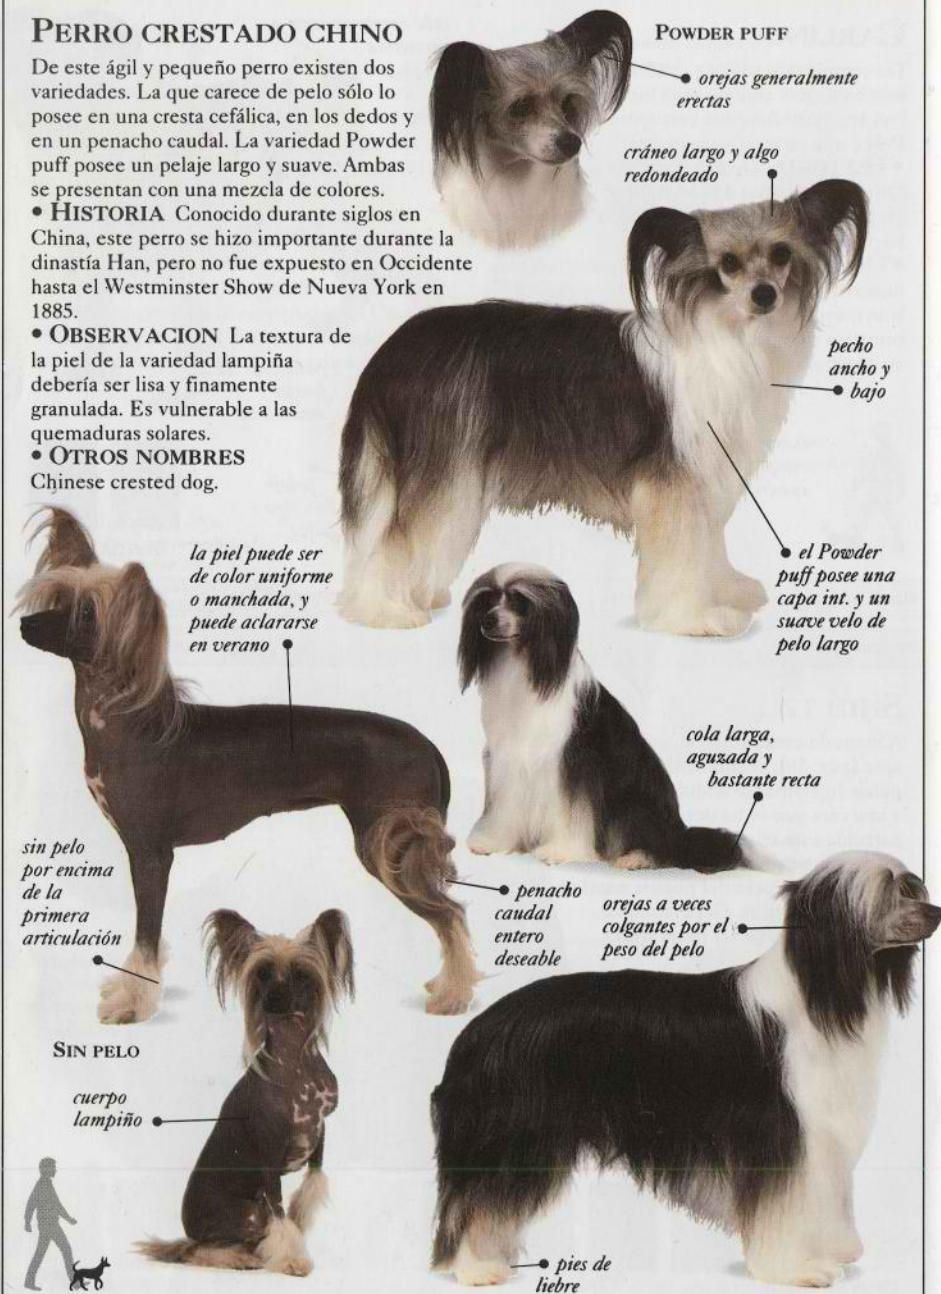 PERRO CRESTADO CHINO
De este ágil y pequeño perro existen dos
variedades. La que carece de pelo sólo lo
posee en una cresta cefálica, en los dedos y
en un penacho caudal. La variedad Powder
puff posee un pelaje largo y suave. Ambas
se presentan con una mezcla de colores.
• HISTORIA Conocido durante siglos en
China, este perro se hizo importante durante la
dinastía Han, pero no fue expuesto en Occidente
hasta el Westminster Show de Nueva York en
1885.
• OBSERVACION La textura de
la piel de la variedad lampiña
debería ser lisa y finamente
granulada. Es vulnerable a las
quemaduras solares.
• OTROS NOMBRES
Chinese crested dog.
POWDER PUFF
orejas generalmente
erectas
cráneo largo y algo
redondeado
pecho
ancho y
bajo
el Powder
puff posee una
capa int. y un
suave velo de
pelo largo
la piel puede ser
de color uniforme
o manchada, y
puede aclararse
en verano
cola larga,
aguzada y
bastante recta
sin pelo
por encima
de la
primera
articulación
penacho
caudal
entero
deseable
orejas a veces
colgantes por el
peso del pelo
SIN PELO
cuerpo
lampiño
pies de
liebre